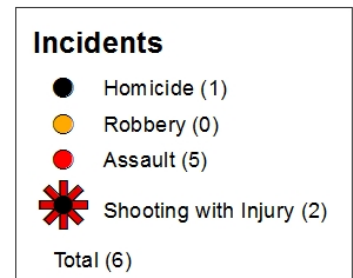 Incidents
Homicide (1)
Robbery (0)
Assault (5)
Shooting with Injury (2)
Total (6)